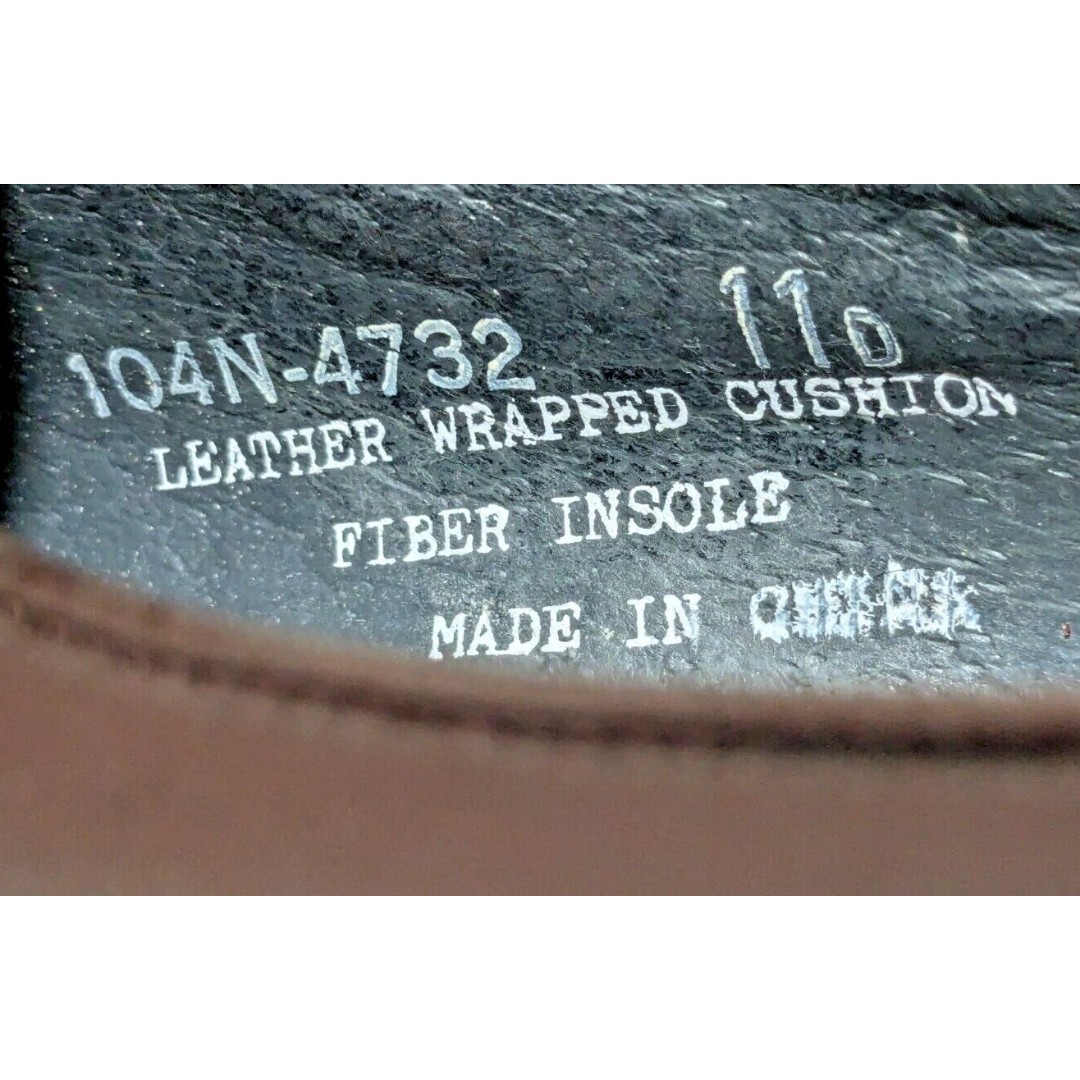 104N-4732 11D
LEATHER WRAPPED CUSHION
FIBER INSOLE
MADE IN